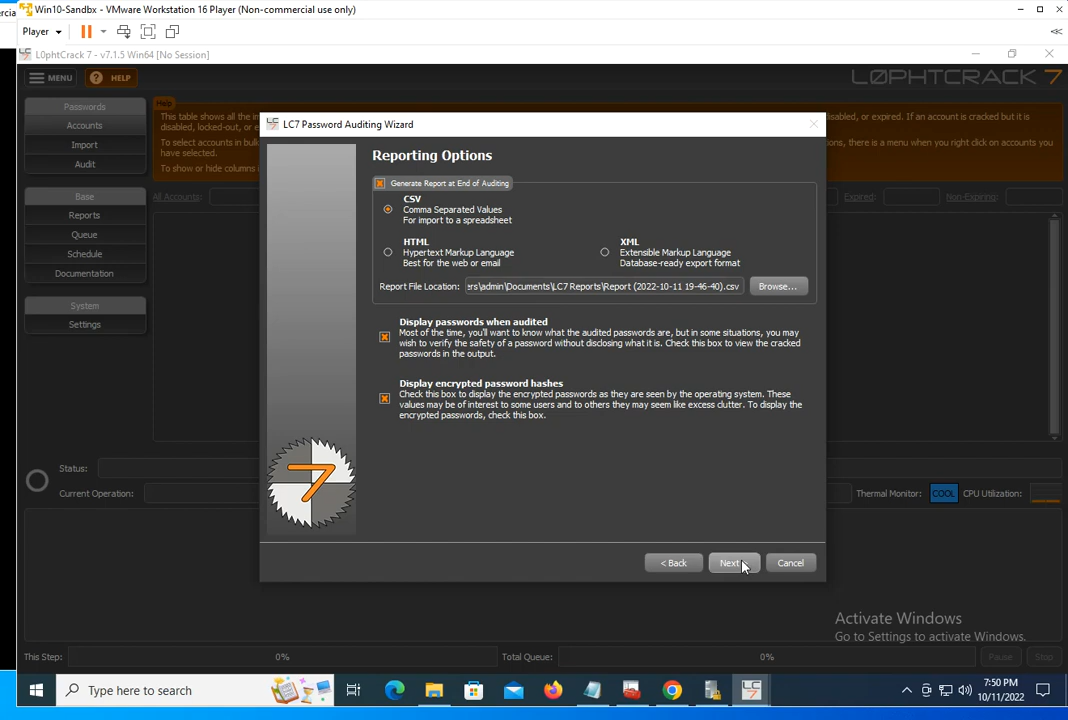 Win10-Sandbx - VMware Workstation 16 Player (Non-commercial use only)
Player
L0phtCrack 7 - v7.1.5 Win64 [No Session]
MENU
HELP
L0PHTCRACK 7
Passwords
Accounts
Import
Audit
Base
Reports
Queue
Schedule
Documentation
System
Settings
Help
This table shows all the im
disabled, locked-out, or e
To select accounts in bulk
have selected.
To show or hide columns
isabled, or expired. If an account is cracked but it is
ons, there is a menu when you right click on accounts you
All Accounts:
Expired:
Non-Expiring:
LC7 Password Auditing Wizard
Reporting Options
Generate Report at End of Auditing
CSV
Comma Separated Values
For import to a spreadsheet
HTML
Hypertext Markup Language
Best for the web or email
XML
Extensible Markup Language
Database-ready export format
Report File Location:
ers\admin\Documents\LC7 Reports\Report (2022-10-11 19-46-40).csv
Browse...
Display passwords when audited
Most of the time, you'll want to know what the audited passwords are, but in some situations, you may
wish to verify the safety of a password without disclosing what it is. Check this box to view the cracked
passwords in the output.
Display encrypted password hashes
Check this box to display the encrypted passwords as they are seen by the operating system. These
values may be of interest to some users and to others they may seem like excess clutter. To display the
encrypted passwords, check this box.
7
< Back
Next
Cancel
Status:
Current Operation:
Thermal Monitor:
COOL
CPU Utilization:
Activate Windows
Go to Settings to activate Windows.
This Step:
0%
Total Queue:
0%
Pause
Stop
Type here to search
LC
7
7:50 PM
10/11/2022